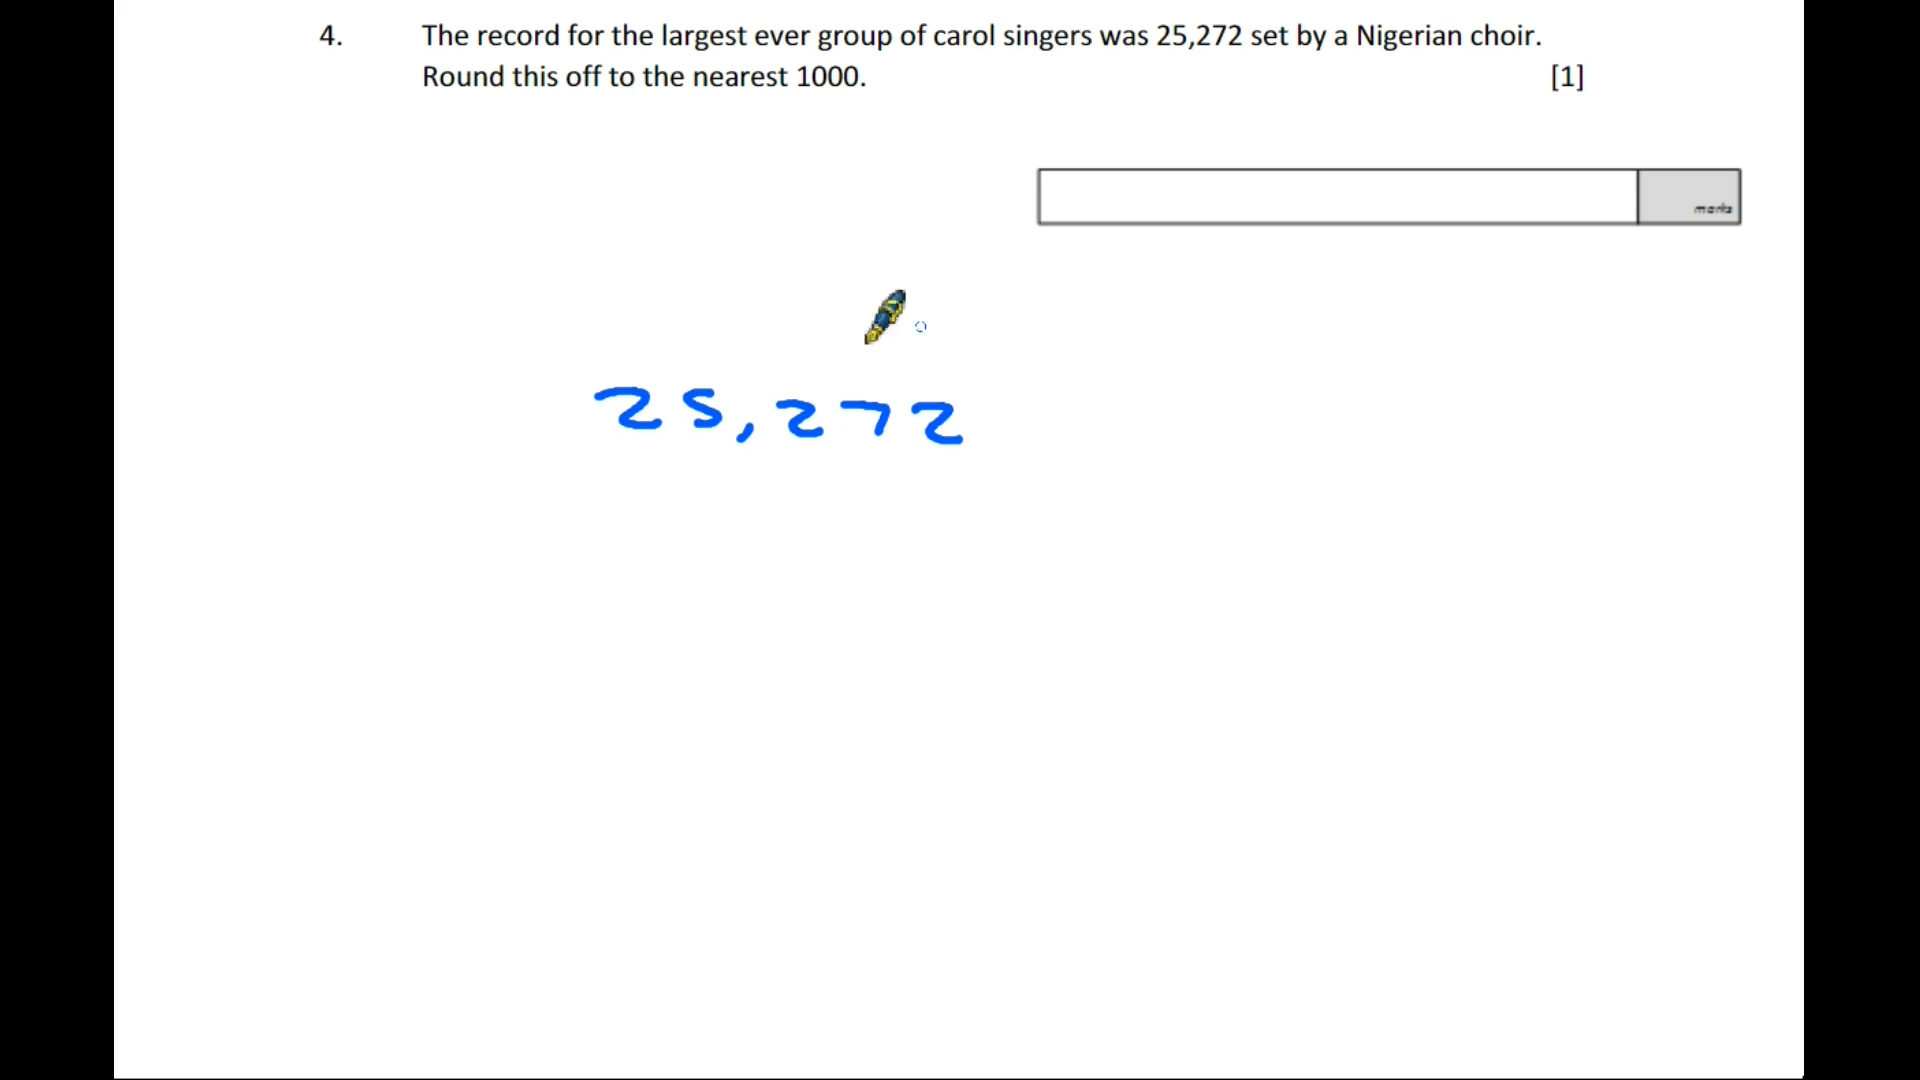 4. The record for the largest ever group of carol singers was 25,272 set by a Nigerian choir.
Round this off to the nearest 1000. [1]
marks
25,272